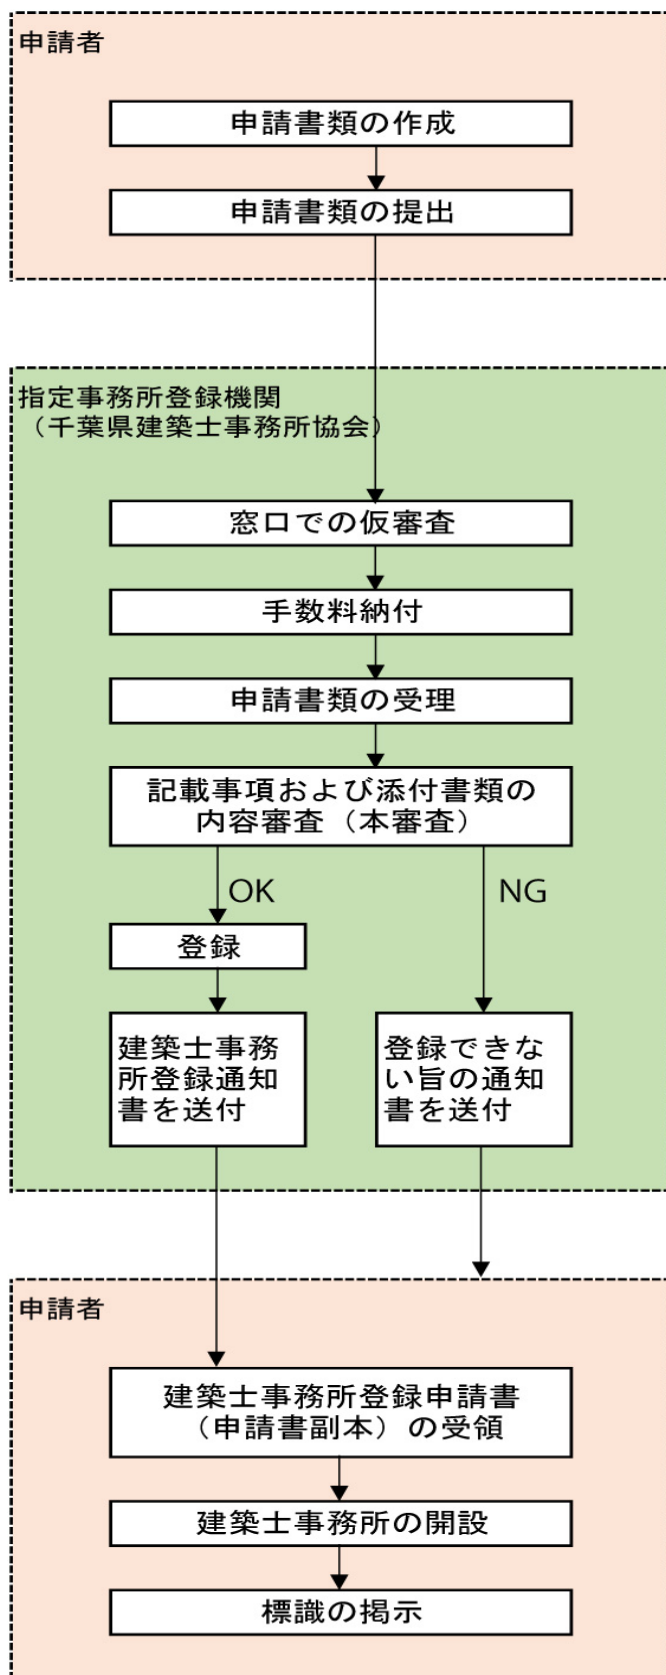 申請者
申請書類の作成
申請書類の提出
指定事務所登録機関
（千葉県建築士事務所協会）
窓口での仮審査
手数料納付
申請書類の受理
記載事項および添付書類の
内容審査（本審査）
OK
NG
登録
建築士事務
所登録通知
書を送付
登録できな
い旨の通知
書を送付
申請者
建築士事務所登録申請書
（申請書副本）の受領
建築士事務所の開設
標識の掲示